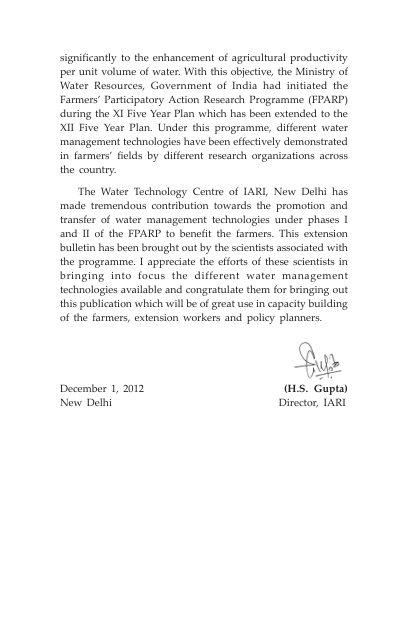 significantly to the enhancement of agricultural productivity
per unit volume of water. With this objective, the Ministry of
Water Resources, Government of India had initiated the
Farmers' Participatory Action Research Programme (FPARP)
during the XI Five Year Plan which has been extended to the
XII Five Year Plan. Under this programme, different water
management technologies have been effectively demonstrated
in farmers' fields by different research organizations across
the country.
The Water Technology Centre of IARI, New Delhi has
made tremendous contribution towards the promotion and
transfer of water management technologies under phases I
and II of the FPARP to benefit the farmers. This extension
bulletin has been brought out by the scientists associated with
the programme. I appreciate the efforts of these scientists in
bringing into focus the different water management
technologies available and congratulate them for bringing out
this publication which will be of great use in capacity building
of the farmers, extension workers and policy planners.
December 1, 2012 (H.S. Gupta)
New Delhi Director, IARI